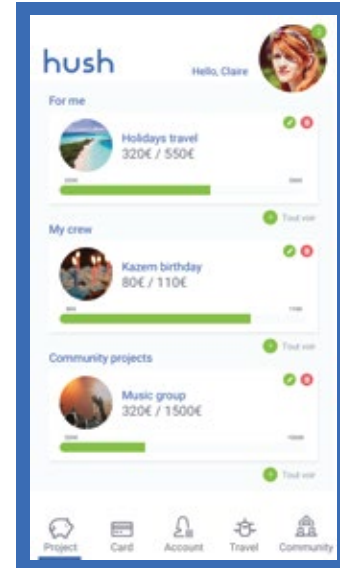 hush
Hello, Claire
For me
Holidays travel
320€ / 550€
Tout voir
My crew
Kazem birthday
80€ / 110€
Tout voir
Community projects
Music group
320€ / 1500€
Tout voir
Project Card Account Travel Community